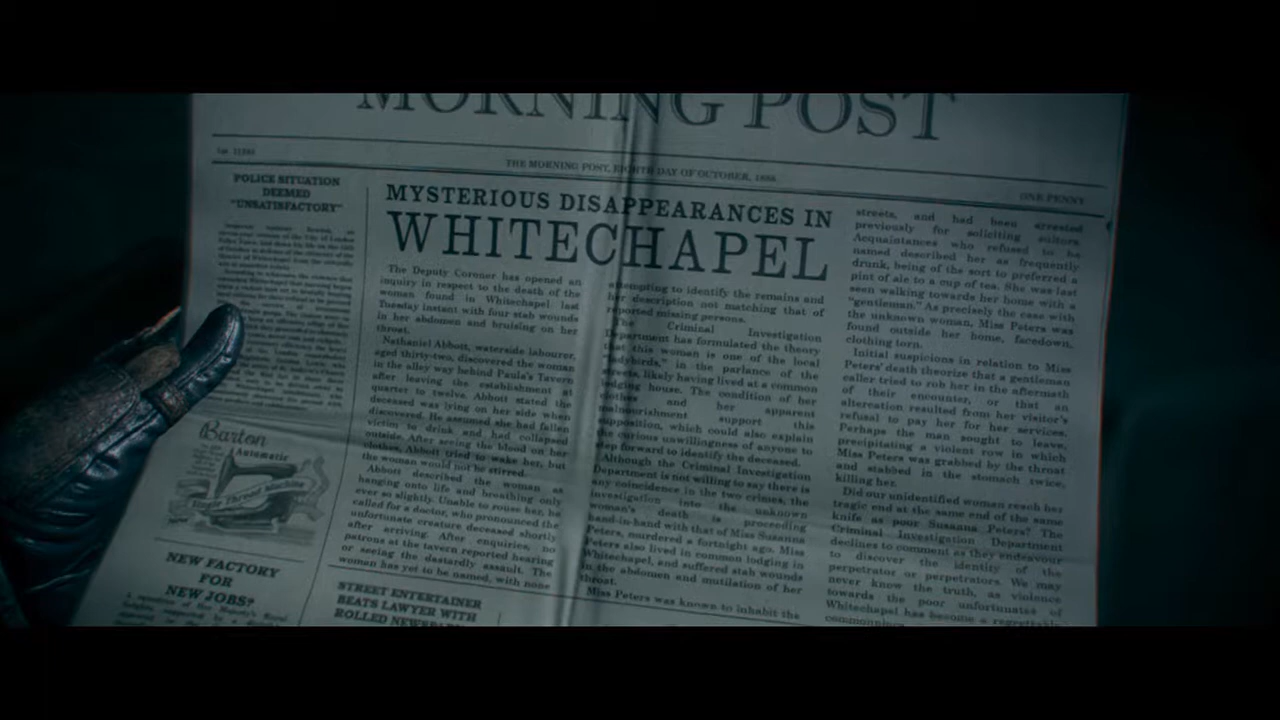 MORNING POST
THE MORNING POST, EIGHTH DAY OF OCTOBER, 1888.
ONE PENNY
POLICE SITUATION
DEEMED
"UNSATISFACTORY"
Barton
Automatic
NEW FACTORY
FOR
NEW JOBS?
MYSTERIOUS DISAPPEARANCES IN
WHITECHAPEL
The Deputy Coroner has opened an
inquiry in respect to the death of the
woman found in Whitechapel last
Tuesday instant with four stab wounds
in her abdomen and bruising on her
throat.
Nathaniel Abbott, waterside labourer,
aged thirty-two, discovered the woman
in the alley way behind Paula's Tavern
after leaving the establishment at
quarter to twelve. Abbott stated the
deceased was lying on her side when
discovered. He assumed she had fallen
victim to drink and had collapsed
outside. After seeing the blood on her
clothes, Abbott tried to wake her, but
the woman would not be stirred.
Abbott described the woman as
hanging onto life and breathing only
ever so slightly. Unable to rouse her, he
called for a doctor, who pronounced the
unfortunate creature deceased shortly
after arriving. After enquiries, no
patrons at the tavern reported hearing
or seeing the dastardly assault. The
woman has yet to be named, with none
STREET ENTERTAINER
BEATS LAWYER WITH
ROLLED NEWSPAPER
attempting to identify the remains and
her description not matching that of
reported missing persons.
The Criminal Investigation
Department has formulated the theory
that this woman is one of the local
"ladybirds," in the parlance of the
streets, likely having lived at a common
lodging house. The condition of her
clothes and her apparent
malnourishment support this
supposition, which could also explain
the curious unwillingness of anyone to
step forward to identify the deceased.
Although the Criminal Investigation
Department is not willing to say there is
any coincidence in the two crimes, the
investigation into the unknown
woman's death is proceeding
hand-in-hand with that of Miss Susanna
Peters, murdered a fortnight ago. Miss
Peters also lived in common lodging in
Whitechapel, and suffered stab wounds
in the abdomen and mutilation of her
throat.
Miss Peters was known to inhabit the
streets, and had been arrested
previously for soliciting suitors.
Acquaintances who refused to be
named described her as frequently
drunk, being of the sort to preferred a
pint of ale to a cup of tea. She was last
seen walking towards her home with a
"gentleman." As precisely the case with
the unknown woman, Miss Peters was
found outside her home, facedown,
clothing torn.
Initial suspicions in relation to Miss
Peters' death theorize that a gentleman
caller tried to rob her in the aftermath
of their encounter, or that an
altercation resulted from her visitor's
refusal to pay her for her services.
Perhaps the man sought to leave,
precipitating a violent row in which
Miss Peters was grabbed by the throat
and stabbed in the stomach twice,
killing her.
Did our unidentified woman reach her
tragic end at the same end of the same
knife as poor Susanna Peters? The
Criminal Investigation Department
declines to comment as they endeavour
to discover the identity of the
perpetrator or perpetrators. We may
never know the truth, as violence
towards the poor unfortunates of
Whitechapel has become a regrettable